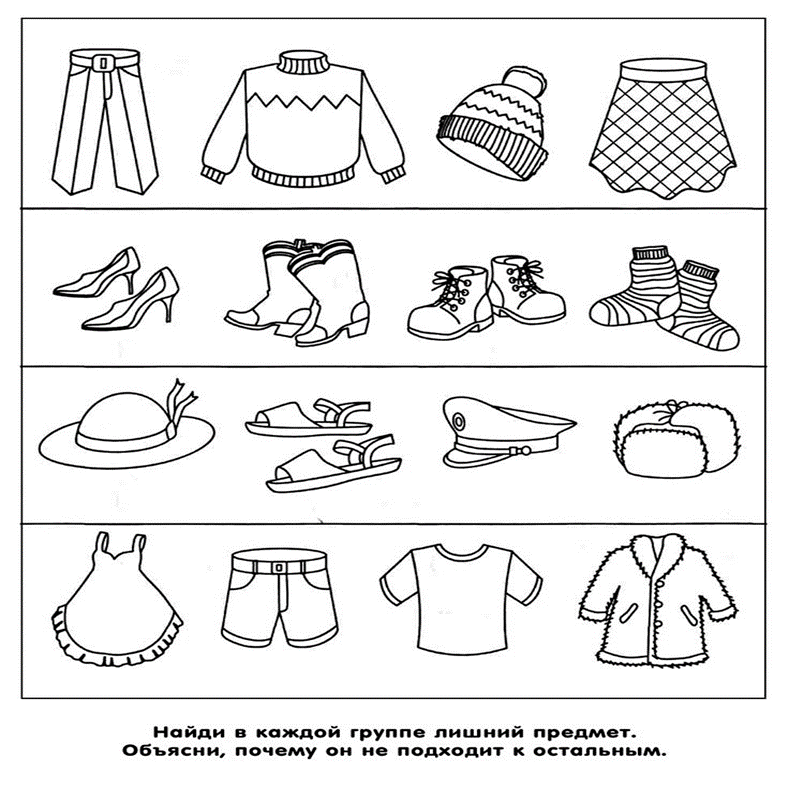 Найди в каждой группе лишний предмет.
Объясни, почему он не подходит к остальным.